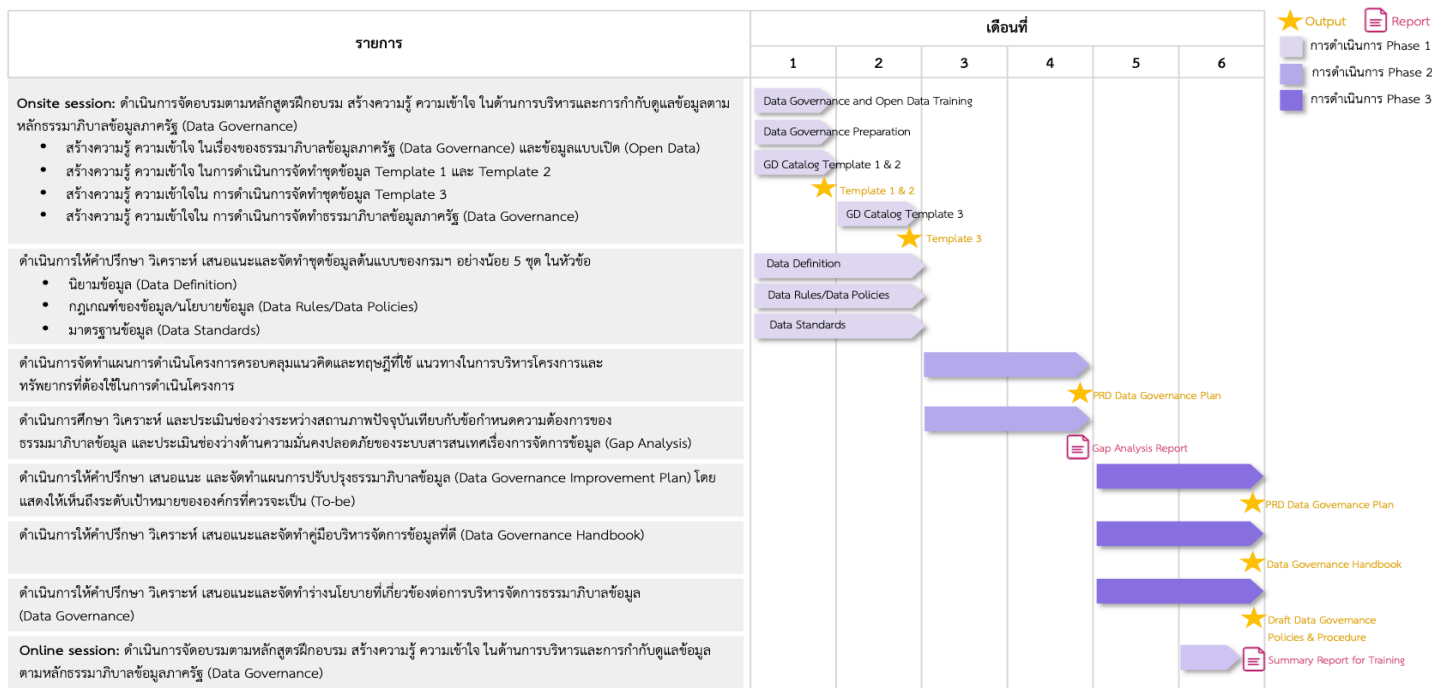 รายการ
เดือนที่
1 2 3 4 5 6
Output
Report
การดำเนินการ Phase 1
การดำเนินการ Phase 2
การดำเนินการ Phase 3
Onsite session: ดำเนินการจัดอบรมตามหลักสูตรฝึกอบรม สร้างความรู้ ความเข้าใจ ในด้านการบริหารและการกำกับดูแลข้อมูลตาม
หลักธรรมาภิบาลข้อมูลภาครัฐ (Data Governance)
• สร้างความรู้ ความเข้าใจ ในเรื่องของธรรมาภิบาลข้อมูลภาครัฐ (Data Governance) และข้อมูลแบบเปิด (Open Data)
• สร้างความรู้ ความเข้าใจ ในการดำเนินการจัดทำชุดข้อมูล Template 1 และ Template 2
• สร้างความรู้ ความเข้าใจใน การดำเนินการจัดทำชุดข้อมูล Template 3
• สร้างความรู้ ความเข้าใจใน การดำเนินการจัดทำธรรมาภิบาลข้อมูลภาครัฐ (Data Governance)
Data Governance and Open Data Training
Data Governance Preparation
GD Catalog Template 1 & 2
Template 1 & 2
GD Catalog Template 3
Template 3
ดำเนินการให้คำปรึกษา วิเคราะห์ เสนอแนะและจัดทำชุดข้อมูลต้นแบบของกรมฯ อย่างน้อย 5 ชุด ในหัวข้อ
• นิยามข้อมูล (Data Definition)
• กฎเกณฑ์ของข้อมูล/นโยบายข้อมูล (Data Rules/Data Policies)
• มาตรฐานข้อมูล (Data Standards)
Data Definition
Data Rules/Data Policies
Data Standards
ดำเนินการจัดทำแผนการดำเนินโครงการครอบคลุมแนวคิดและทฤษฎีที่ใช้ แนวทางในการบริหารโครงการและ
ทรัพยากรที่ต้องใช้ในการดำเนินโครงการ
PRD Data Governance Plan
ดำเนินการศึกษา วิเคราะห์ และประเมินช่องว่างระหว่างสถานภาพปัจจุบันเทียบกับข้อกำหนดความต้องการของ
ธรรมมาภิบาลข้อมูล และประเมินช่องว่างด้านความมั่นคงปลอดภัยของระบบสารสนเทศเรื่องการจัดการข้อมูล (Gap Analysis)
Gap Analysis Report
ดำเนินการให้คำปรึกษา เสนอแนะ และจัดทำแผนการปรับปรุงธรรมาภิบาลข้อมูล (Data Governance Improvement Plan) โดย
แสดงให้เห็นถึงระดับเป้าหมายขององค์กรที่ควรจะเป็น (To-be)
PRD Data Governance Plan
ดำเนินการให้คำปรึกษา วิเคราะห์ เสนอแนะและจัดทำคู่มือบริหารจัดการข้อมูลที่ดี (Data Governance Handbook)
Data Governance Handbook
ดำเนินการให้คำปรึกษา วิเคราะห์ เสนอแนะและจัดทำร่างนโยบายที่เกี่ยวข้องต่อการบริหารจัดการธรรมาภิบาลข้อมูล
(Data Governance)
Draft Data Governance
Policies & Procedure
Online session: ดำเนินการจัดอบรมตามหลักสูตรฝึกอบรม สร้างความรู้ ความเข้าใจ ในด้านการบริหารและการกำกับดูแลข้อมูล
ตามหลักธรรมาภิบาลข้อมูลภาครัฐ (Data Governance)
Summary Report for Training